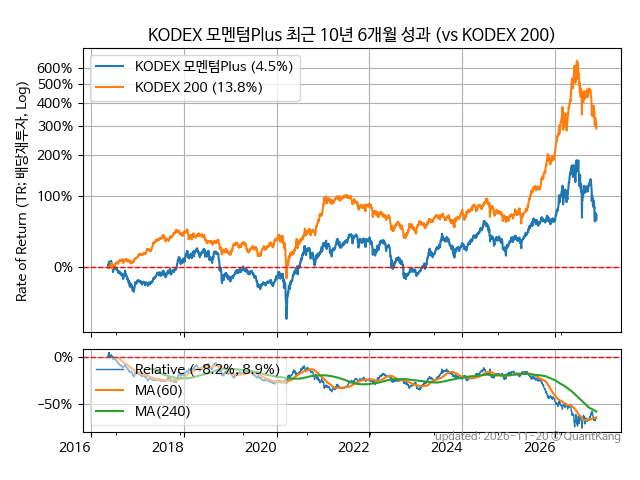 KODEX 모멘텀Plus 최근 10년 6개월 성과 (vs KODEX 200)
Rate of Return (TR: 배당재투자, Log)
KODEX 모멘텀Plus (4.5%)
KODEX 200 (13.8%)
600%
500%
400%
300%
200%
100%
0%
Relative (-8.2%, 8.9%)
MA(60)
MA(240)
0%
−50%
2016
2018
2020
2022
2024
2026
updated: 2026-11-20 © QuantKang